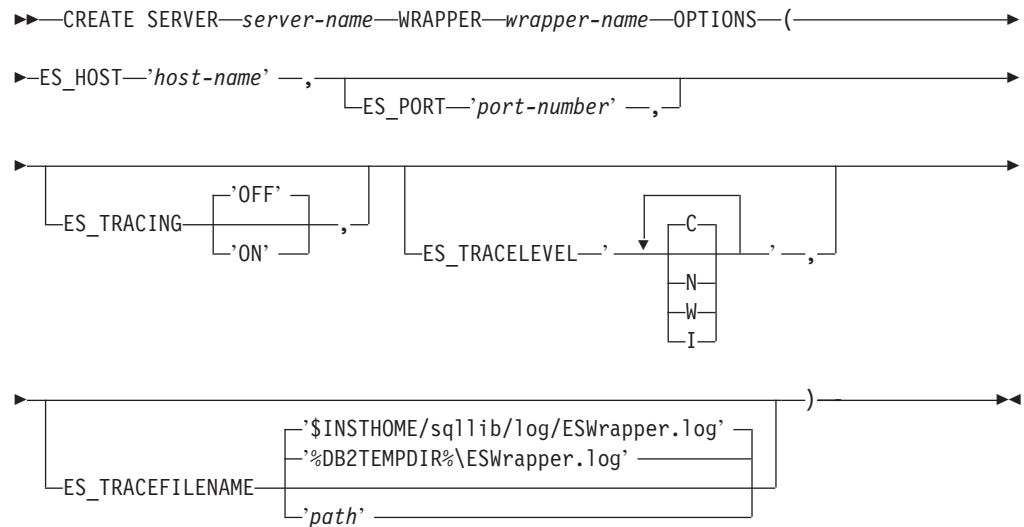 CREATE SERVER server-name WRAPPER wrapper-name OPTIONS (
ES_HOST 'host-name' ,
ES_PORT 'port-number' ,
'OFF'
ES_TRACING ,
'ON'
C
ES_TRACELEVEL ' ' ,
N
W
I
)
'$INSTHOME/sqllib/log/ESWrapper.log'
'%DB2TEMPDIR%\ESWrapper.log'
ES_TRACEFILENAME
'path'